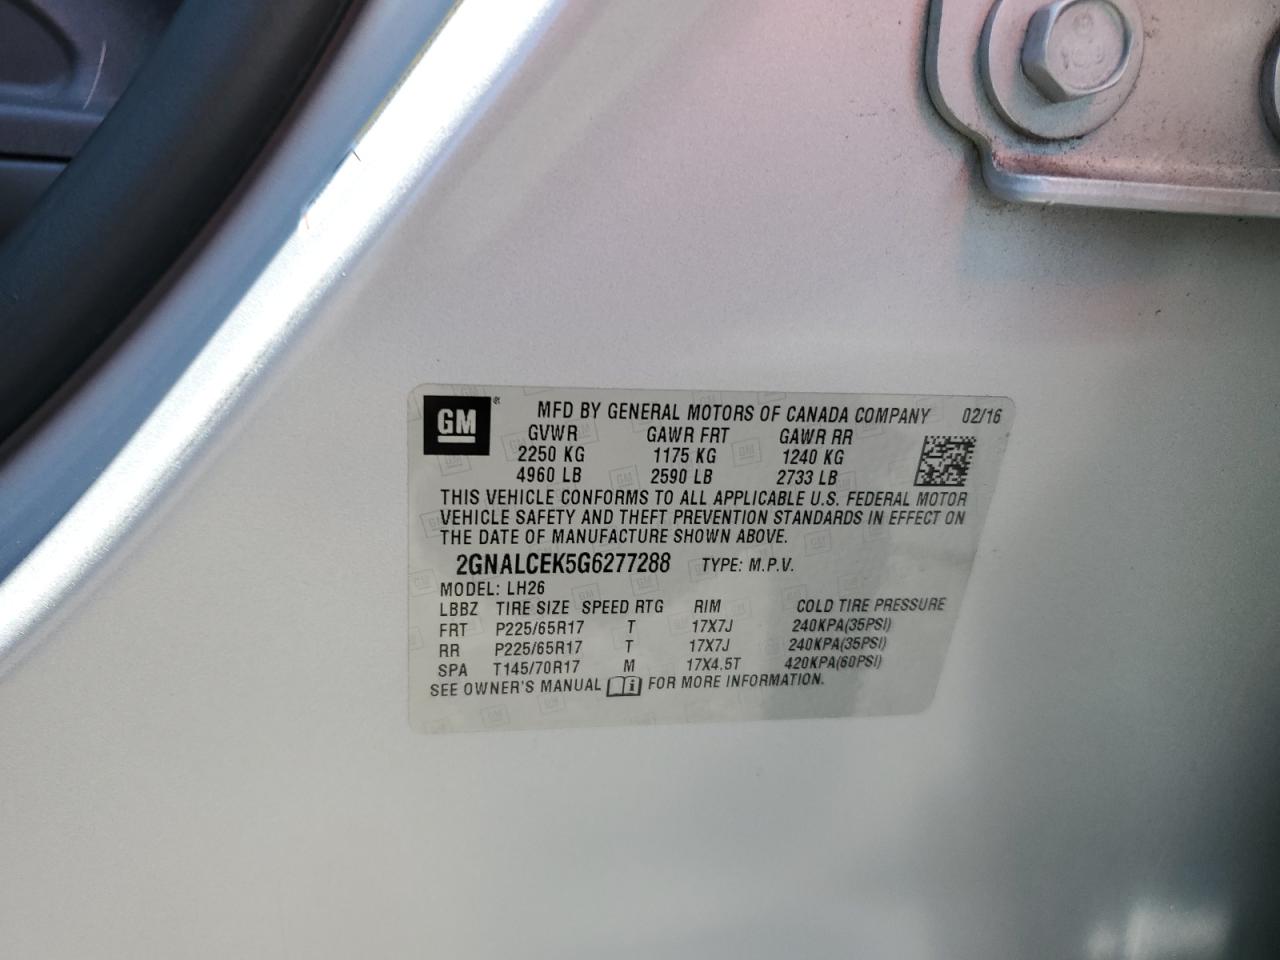 GM ® MFD BY GENERAL MOTORS OF CANADA COMPANY 02/16
GVWR GAWR FRT GAWR RR
2250 KG 1175 KG 1240 KG
4960 LB 2590 LB 2733 LB
THIS VEHICLE CONFORMS TO ALL APPLICABLE U.S. FEDERAL MOTOR
VEHICLE SAFETY AND THEFT PREVENTION STANDARDS IN EFFECT ON
THE DATE OF MANUFACTURE SHOWN ABOVE.
2GNALCEK5G6277288 TYPE: M.P.V.
MODEL: LH26
LBBZ TIRE SIZE SPEED RTG RIM COLD TIRE PRESSURE
FRT P225/65R17 T 17X7J 240KPA(35PSI)
RR P225/65R17 T 17X7J 240KPA(35PSI)
SPA T145/70R17 M 17X4.5T 420KPA(60PSI)
SEE OWNER'S MANUAL i FOR MORE INFORMATION.